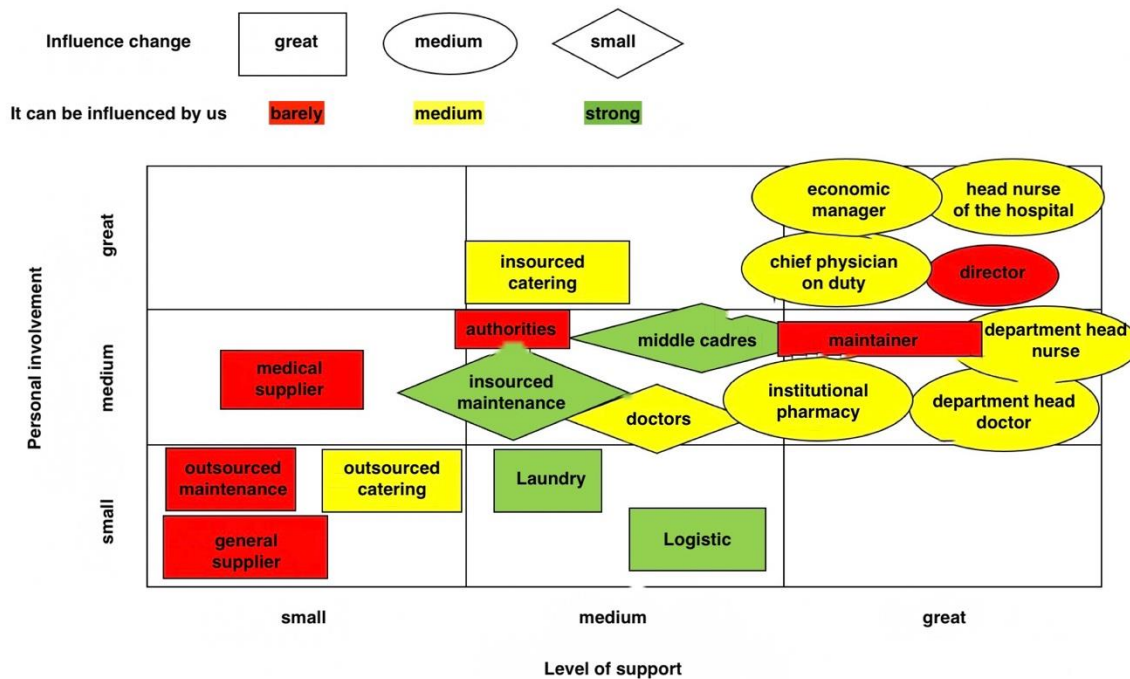 Influence change
great
medium
small
It can be influenced by us
barely
medium
strong
Personal involvement
great
medium
small
economic
manager
head nurse
of the hospital
insourced
catering
chief physician
on duty
director
authorities
middle cadres
maintainer
department head
nurse
medical
supplier
insourced
maintenance
doctors
institutional
pharmacy
department head
doctor
outsourced
maintenance
outsourced
catering
Laundry
general
supplier
Logistic
small
medium
great
Level of support